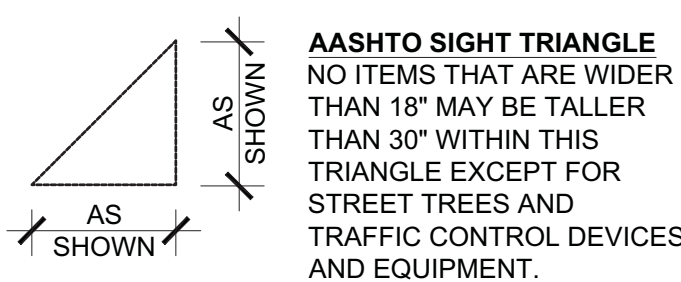 AASHTO SIGHT TRIANGLE
NO ITEMS THAT ARE WIDER
THAN 18" MAY BE TALLER
THAN 30" WITHIN THIS
TRIANGLE EXCEPT FOR
STREET TREES AND
TRAFFIC CONTROL DEVICES
AND EQUIPMENT.
AS
SHOWN
AS
SHOWN